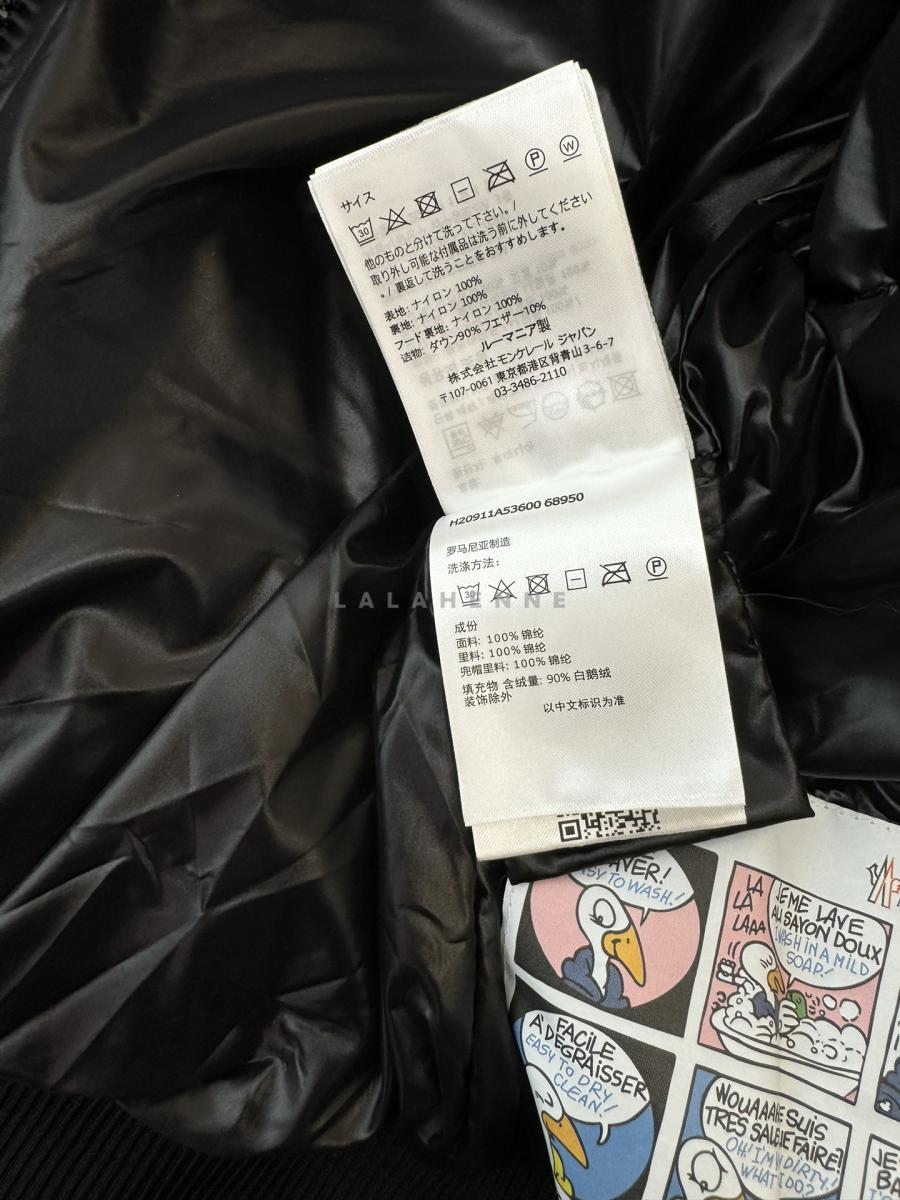 サイズ
30
P
W
他のものと分けて洗って下さい。/
取り外し可能な付属品は洗う前に外してください
。/ 裏返して洗うことをおすすめします。
表地: ナイロン 100%
裏地: ナイロン 100%
フード 裏地: ナイロン 100%
詰物: ダウン90% フェザー10%
ルーマニア製
株式会社モンクレール ジャパン
〒107-0061 東京都港区背青山3-6-7
03-3486-2110
H20911A53600 68950
罗马尼亚制造
洗涤方法:
30
P
LALAHENNE
成份
面料: 100% 锦纶
里料: 100% 锦纶
兜帽里料: 100% 锦纶
填充物 含绒量: 90% 白鹅绒
装饰除外
以中文标识为准
EASY TO WASH!
LA
LA
LAAA
JE ME LAVE
AU SAVON DOUX
WASH IN A MILD
SOAP!
FACILE
A DEGRAISSER
EASY TO DRY
CLEAN!
OH! I'M DIRTY!
WHAT I DO?